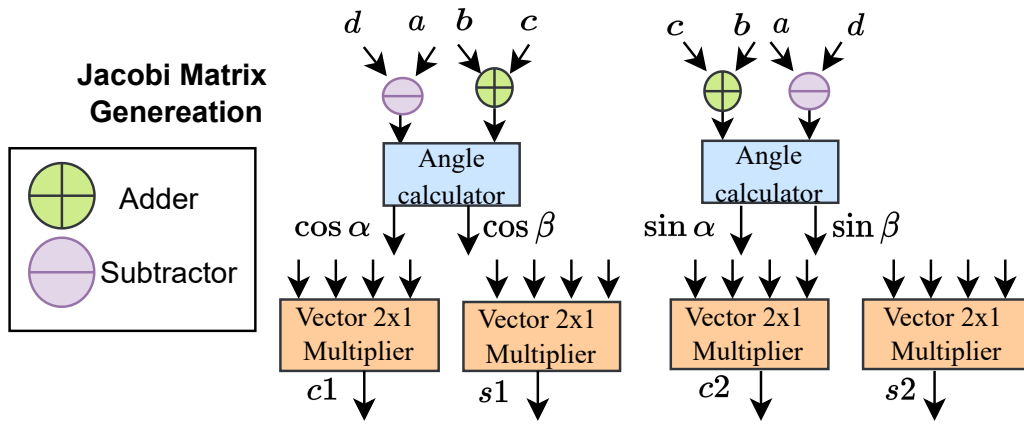 d a b c
c b a d
Jacobi Matrix
Genereation
Adder
Subtractor
Angle
calculator
Angle
calculator
cos α cos β
sin α sin β
Vector 2x1
Multiplier
Vector 2x1
Multiplier
Vector 2x1
Multiplier
Vector 2x1
Multiplier
c1
s1
c2
s2